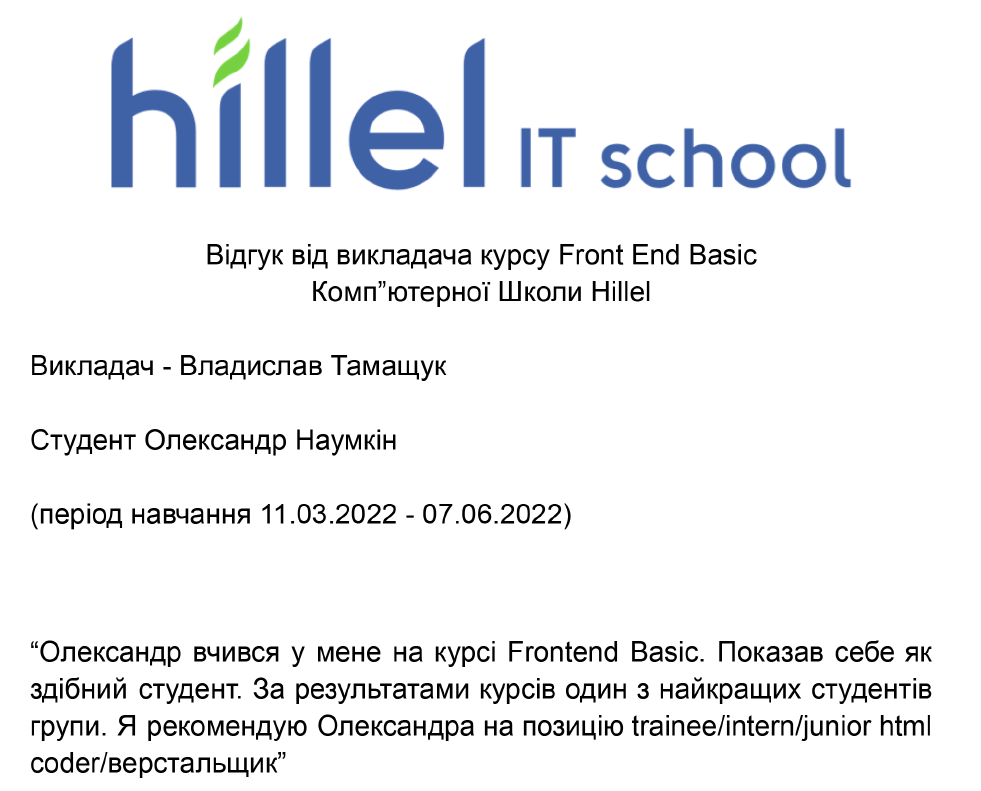 hillel IT school
Відгук від викладача курсу Front End Basic
Комп”ютерної Школи Hillel
Викладач - Владислав Тамащук
Студент Олександр Наумкін
(період навчання 11.03.2022 - 07.06.2022)
“Олександр вчився у мене на курсі Frontend Basic. Показав себе як
здібний студент. За результатами курсів один з найкращих студентів
групи. Я рекомендую Олександра на позицію trainee/intern/junior html
coder/верстальщик”